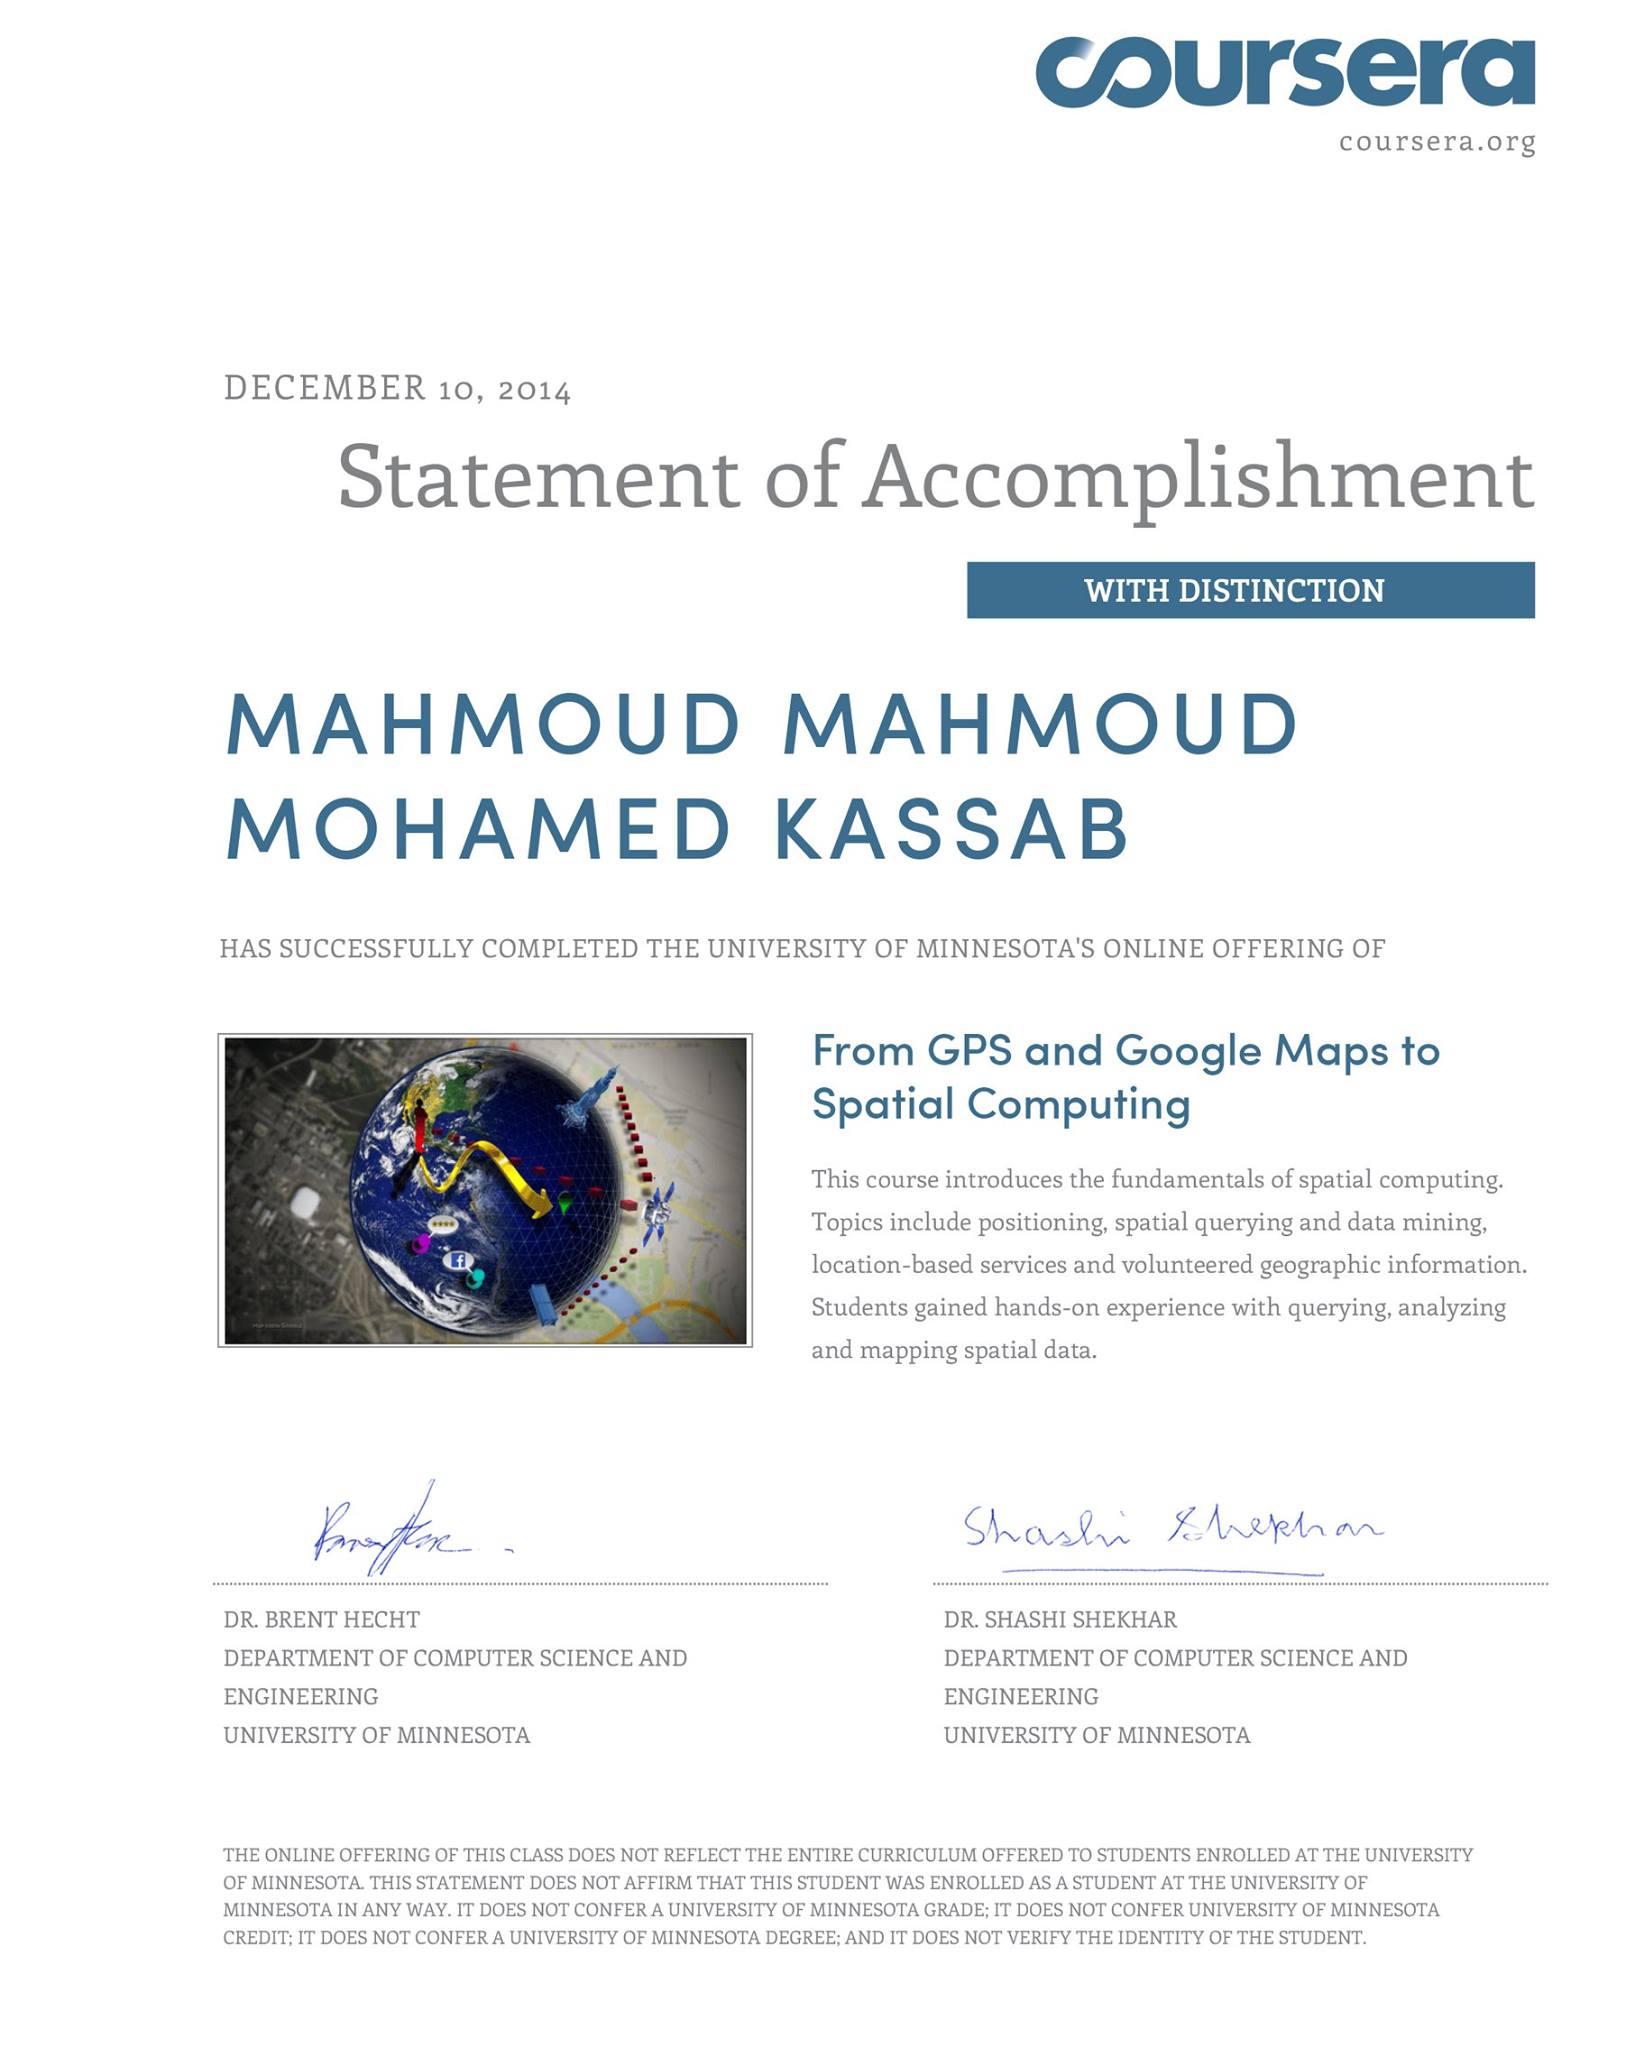 coursera
coursera.org
DECEMBER 10, 2014
Statement of Accomplishment
WITH DISTINCTION
MAHMOUD MAHMOUD
MOHAMED KASSAB
HAS SUCCESSFULLY COMPLETED THE UNIVERSITY OF MINNESOTA'S ONLINE OFFERING OF
From GPS and Google Maps to
Spatial Computing
This course introduces the fundamentals of spatial computing.
Topics include positioning, spatial querying and data mining,
location-based services and volunteered geographic information.
Students gained hands-on experience with querying, analyzing
and mapping spatial data.
Shashi Shekhar
DR. BRENT HECHT
DEPARTMENT OF COMPUTER SCIENCE AND
ENGINEERING
UNIVERSITY OF MINNESOTA
DR. SHASHI SHEKHAR
DEPARTMENT OF COMPUTER SCIENCE AND
ENGINEERING
UNIVERSITY OF MINNESOTA
THE ONLINE OFFERING OF THIS CLASS DOES NOT REFLECT THE ENTIRE CURRICULUM OFFERED TO STUDENTS ENROLLED AT THE UNIVERSITY
OF MINNESOTA. THIS STATEMENT DOES NOT AFFIRM THAT THIS STUDENT WAS ENROLLED AS A STUDENT AT THE UNIVERSITY OF
MINNESOTA IN ANY WAY. IT DOES NOT CONFER A UNIVERSITY OF MINNESOTA GRADE; IT DOES NOT CONFER UNIVERSITY OF MINNESOTA
CREDIT; IT DOES NOT CONFER A UNIVERSITY OF MINNESOTA DEGREE; AND IT DOES NOT VERIFY THE IDENTITY OF THE STUDENT.